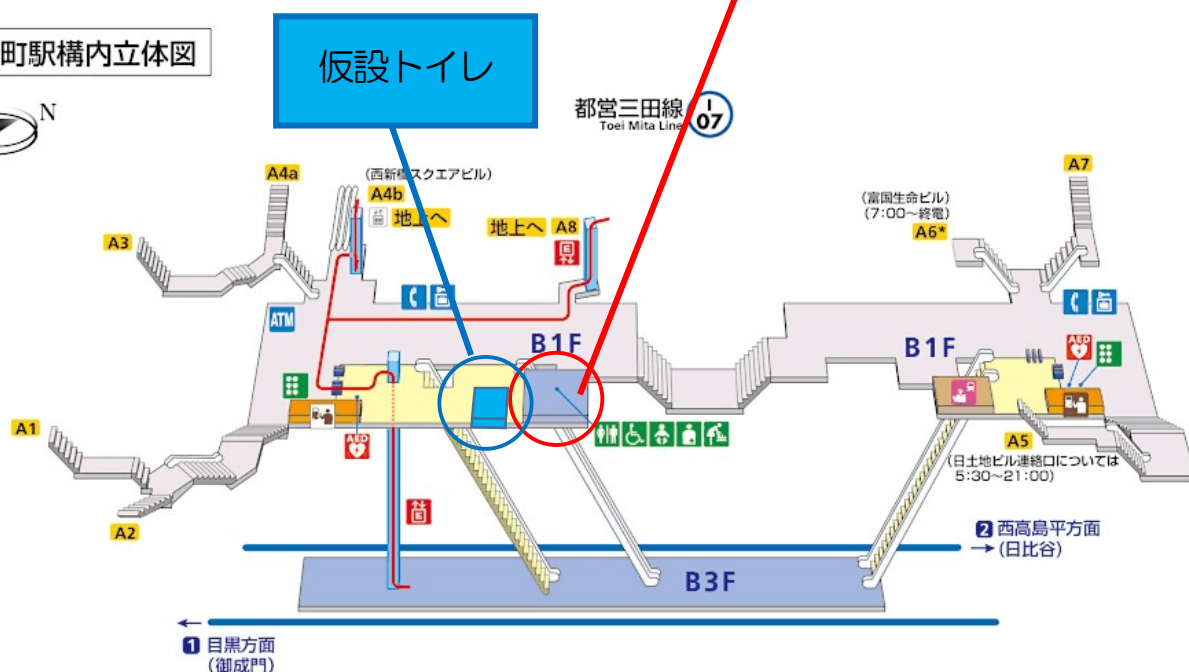 町駅構内立体図
仮設トイレ
N
都営三田線
Toei Mita Line
I
07
A4a
(西新橋スクエアビル)
A4b
地上へ
地上へ A8
A3
A7
(富国生命ビル)
(7:00～終電)
A6*
ATM
B1F
B1F
AED
AED
A1
A2
A5
(日土地ビル連絡口については
5:30～21:00)
2 西高島平方面
→(日比谷)
B3F
←
1 目黒方面
(御成門)